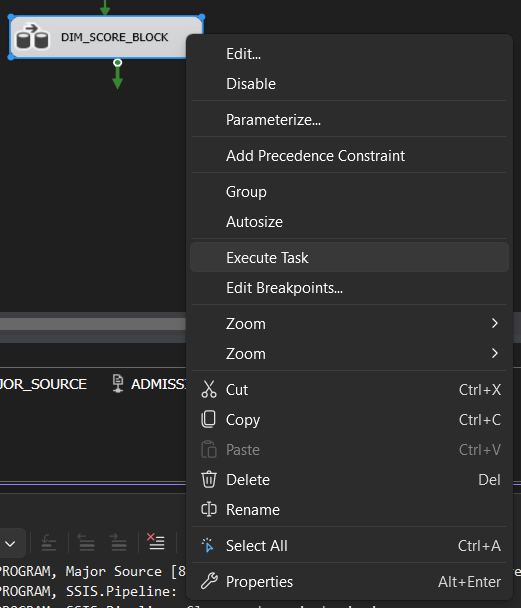 DIM_SCORE_BLOCK
Edit...
Disable
Parameterize...
Add Precedence Constraint
Group
Autosize
Execute Task
Edit Breakpoints...
Zoom
Zoom
Cut Ctrl+X
Copy Ctrl+C
Paste Ctrl+V
Delete Del
Rename
Select All Ctrl+A
Properties Alt+Enter
JOR_SOURCE ADMISS
PROGRAM, Major Source [8
PROGRAM, SSIS.Pipeline: